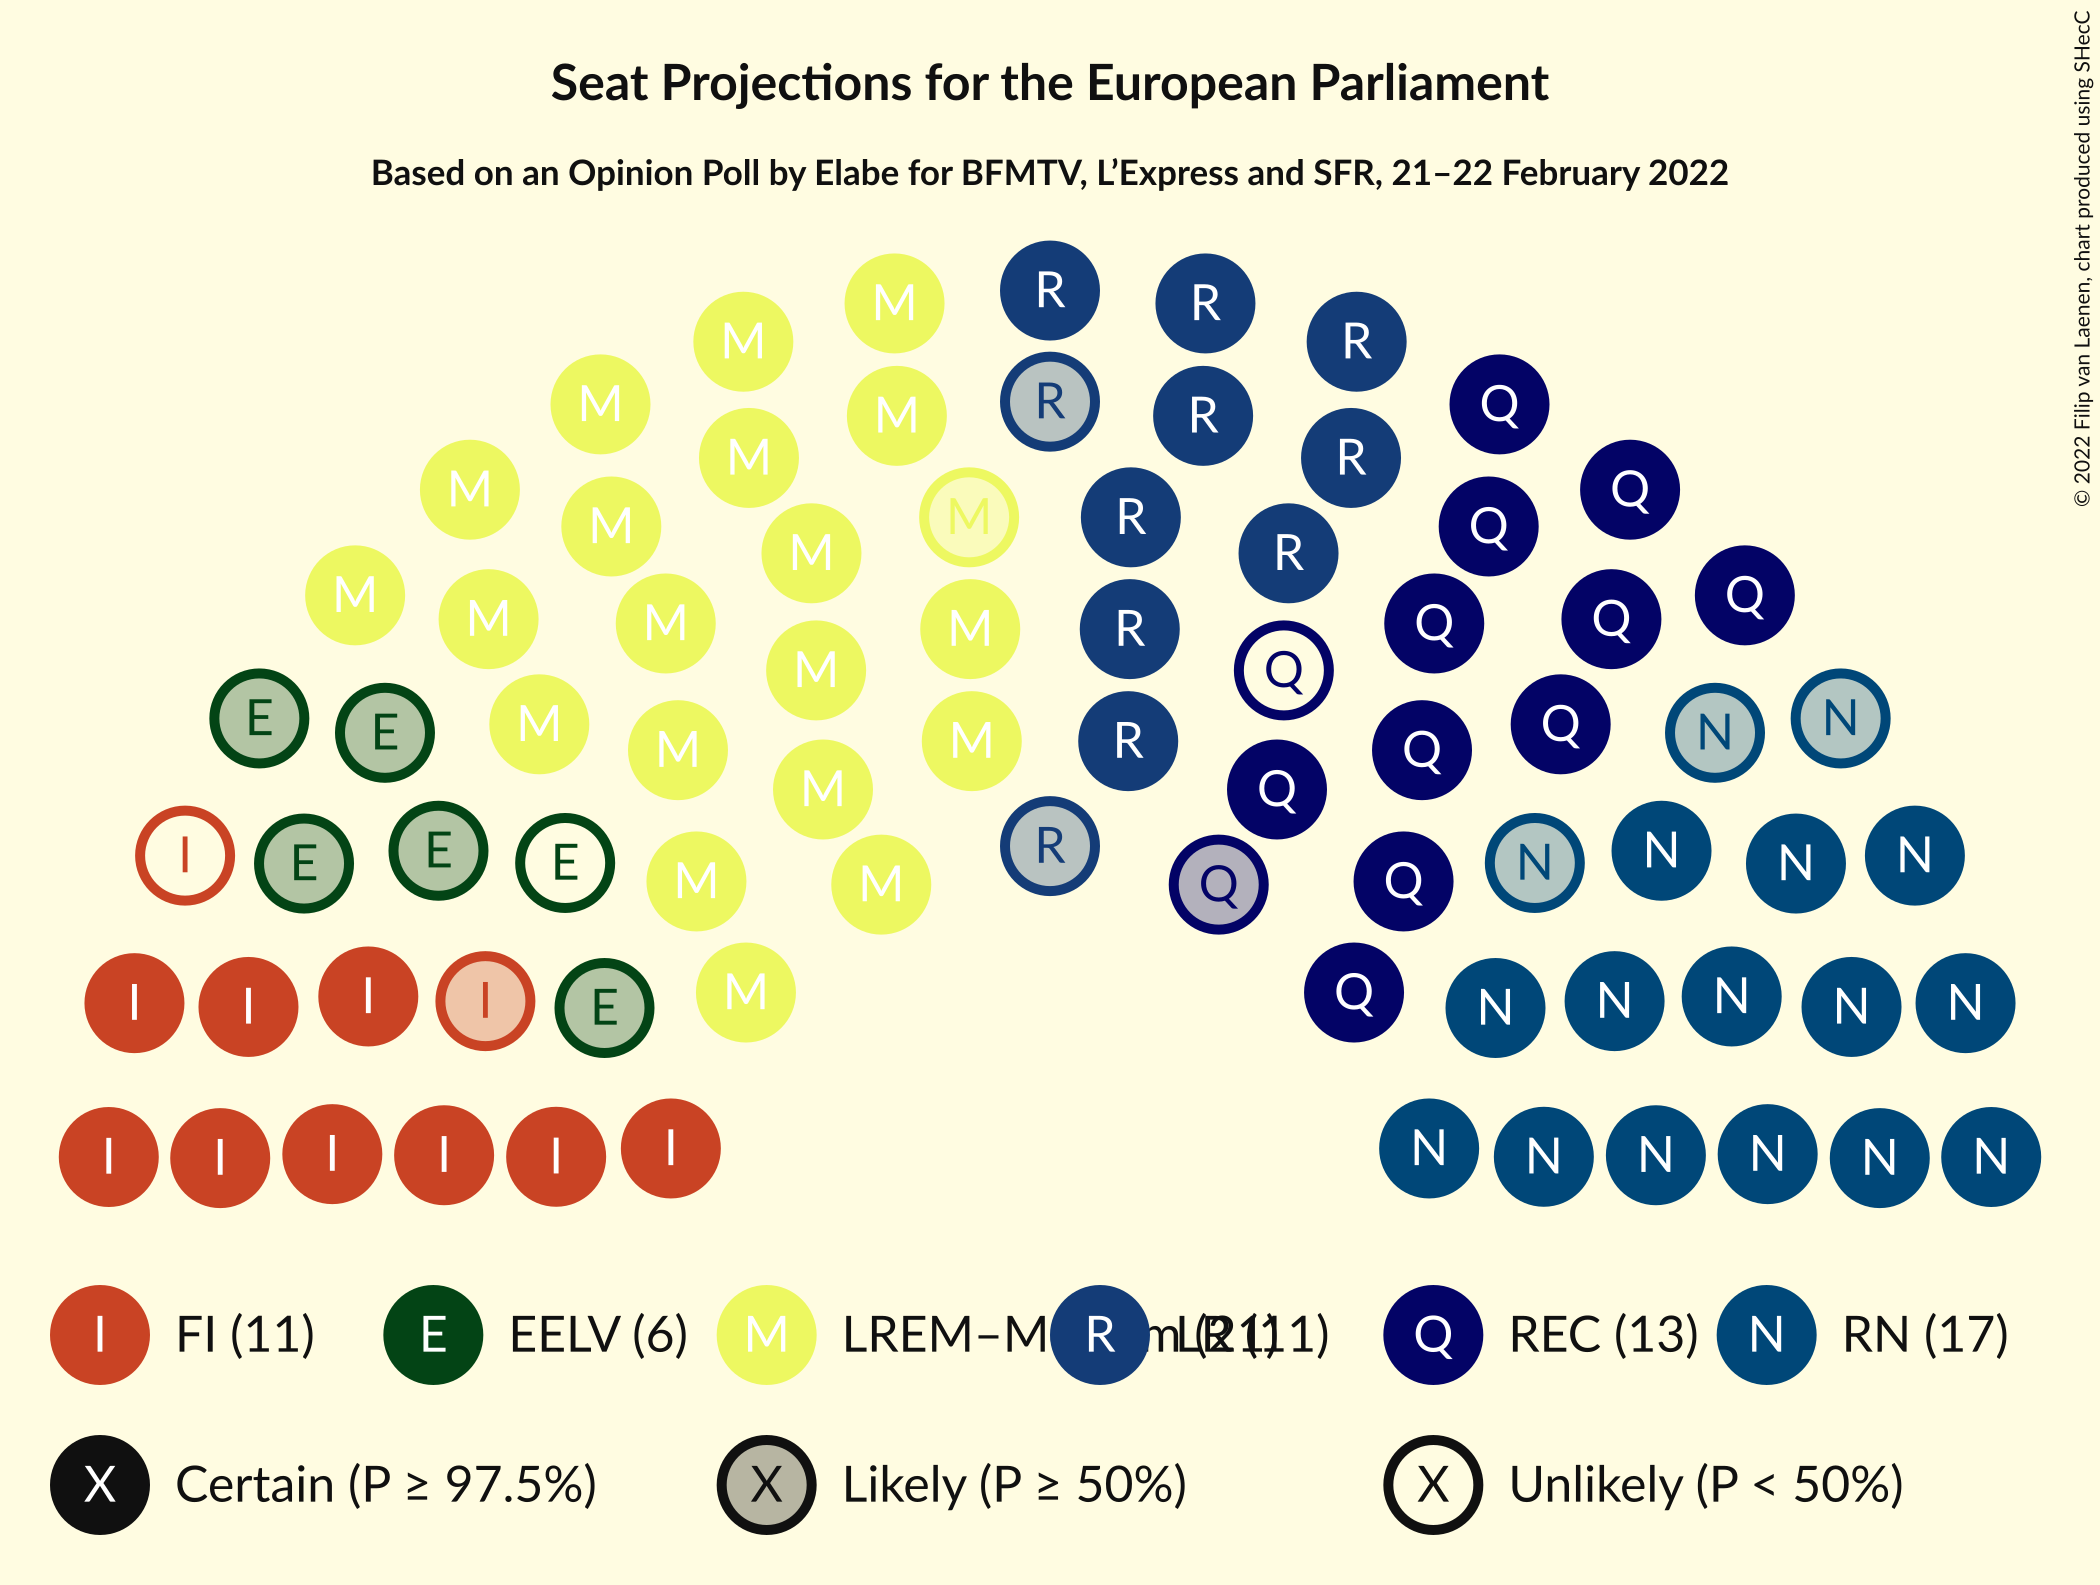 Seat Projections for the European Parliament
Based on an Opinion Poll by Elabe for BFMTV, L’Express and SFR, 21–22 February 2022
© 2022 Filip van Laenen, chart produced using SHecC
R
M R
M R
M R Q
M R
M R
M Q
M R
M Q
M R
M Q
M Q
M Q
M R
M Q
E N
M Q
E N
M R
M Q
M Q
R
E N
I N
E E N N
M Q
M Q
M Q
I I I I E N N N N N
I I I I I I N N N N N N
I FI (11) E EELV (6) M R LR (11) Q REC (13) N RN (17)
X Certain (P ≥ 97.5%) X Likely (P ≥ 50%) X Unlikely (P < 50%)